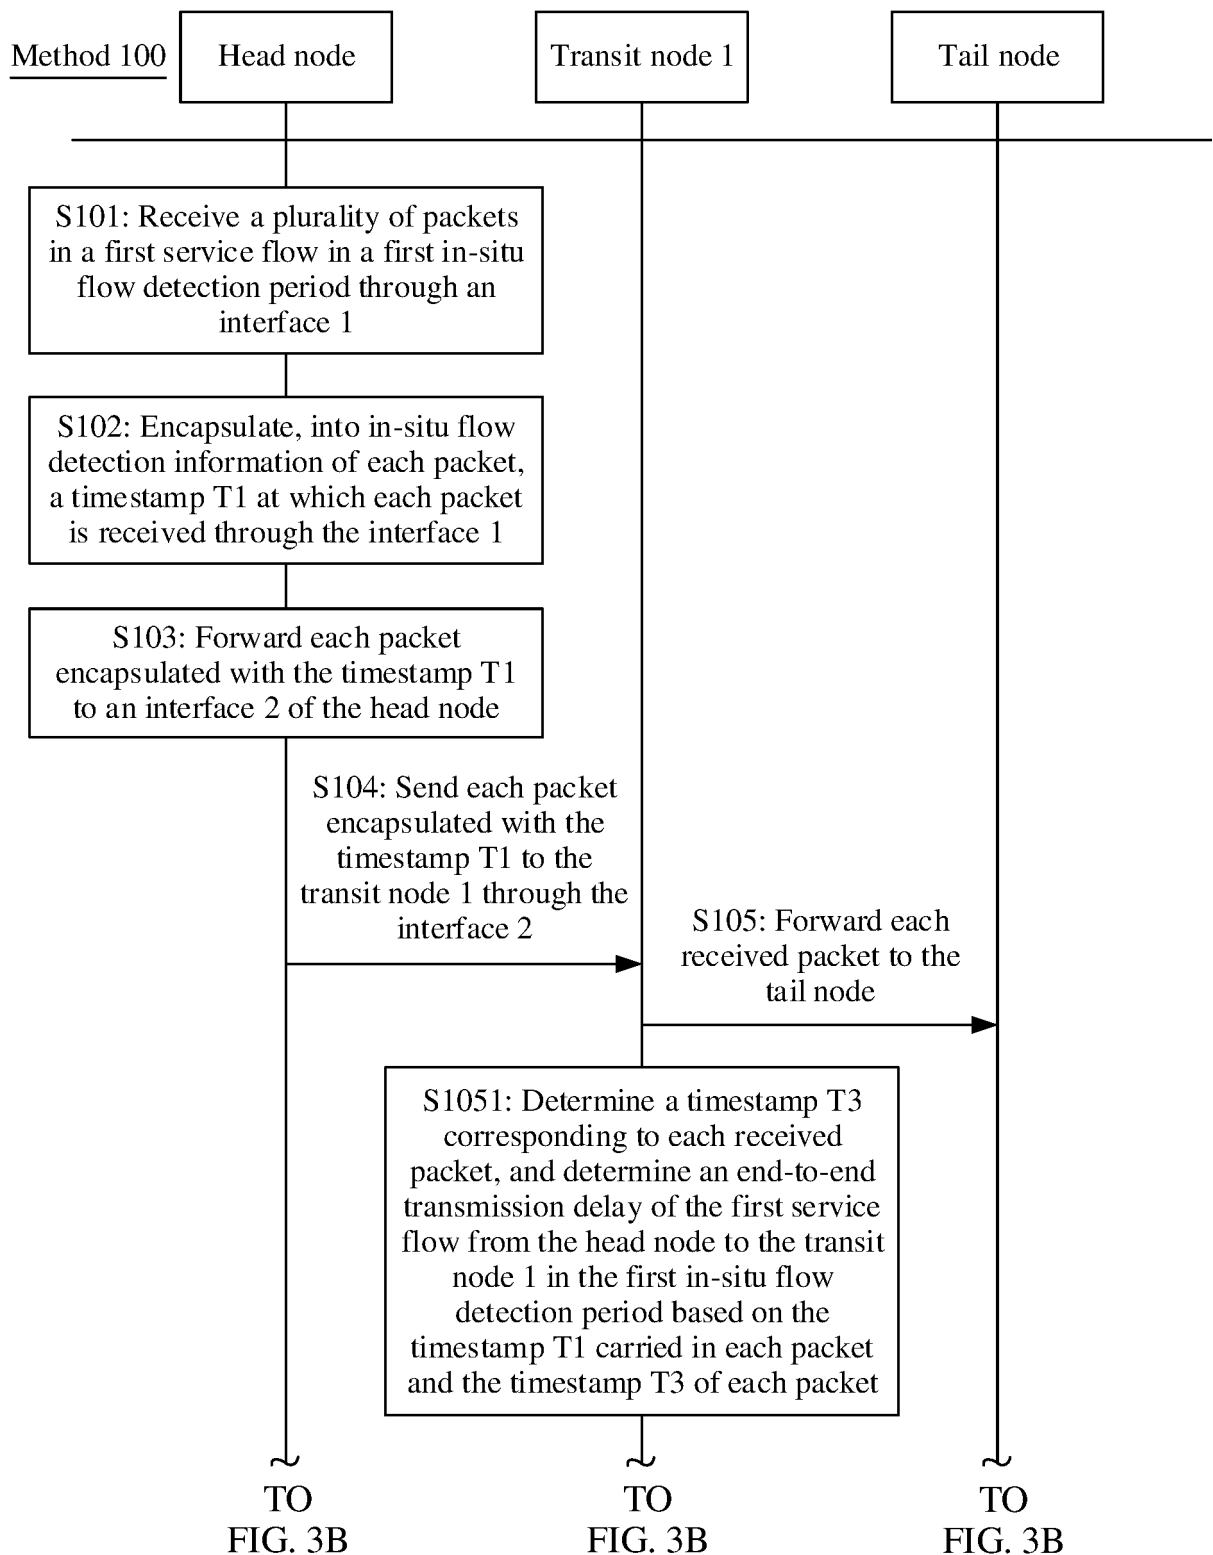 Method 100
Head node
Transit node 1
Tail node
S101: Receive a plurality of packets
in a first service flow in a first in-situ
flow detection period through an
interface 1
S102: Encapsulate, into in-situ flow
detection information of each packet,
a timestamp T1 at which each packet
is received through the interface 1
S103: Forward each packet
encapsulated with the timestamp T1
to an interface 2 of the head node
S104: Send each packet
encapsulated with the
timestamp T1 to the
transit node 1 through the
interface 2
S105: Forward each
received packet to the
tail node
S1051: Determine a timestamp T3
corresponding to each received
packet, and determine an end-to-end
transmission delay of the first service
flow from the head node to the transit
node 1 in the first in-situ flow
detection period based on the
timestamp T1 carried in each packet
and the timestamp T3 of each packet
TO
FIG. 3B
TO
FIG. 3B
TO
FIG. 3B